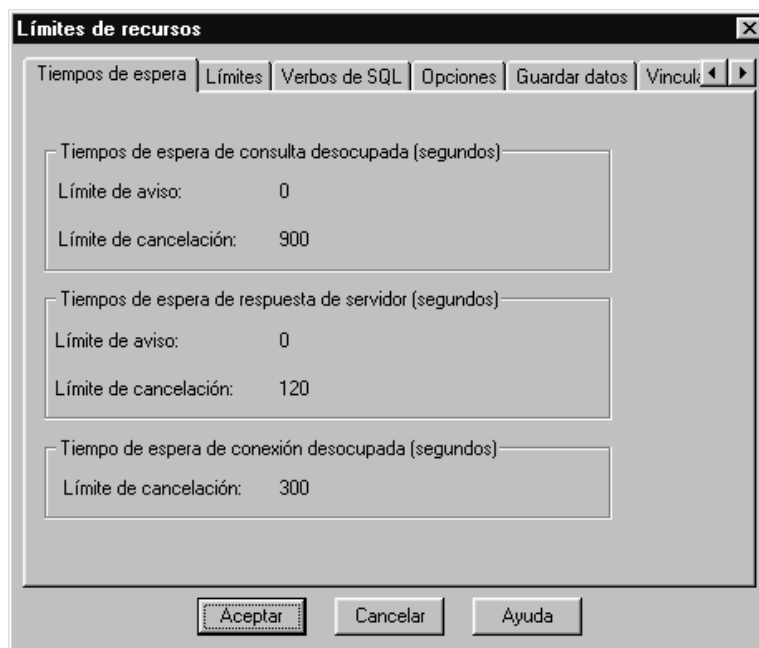 Límites de recursos
Tiempos de espera Límites Verbos de SQL Opciones Guardar datos
Tiempos de espera de consulta desocupada (segundos)
Límite de aviso: 0
Límite de cancelación: 900
Tiempos de espera de respuesta de servidor (segundos)
Límite de aviso: 0
Límite de cancelación: 120
Tiempo de espera de conexión desocupada (segundos)
Límite de cancelación: 300
Aceptar Cancelar Ayuda